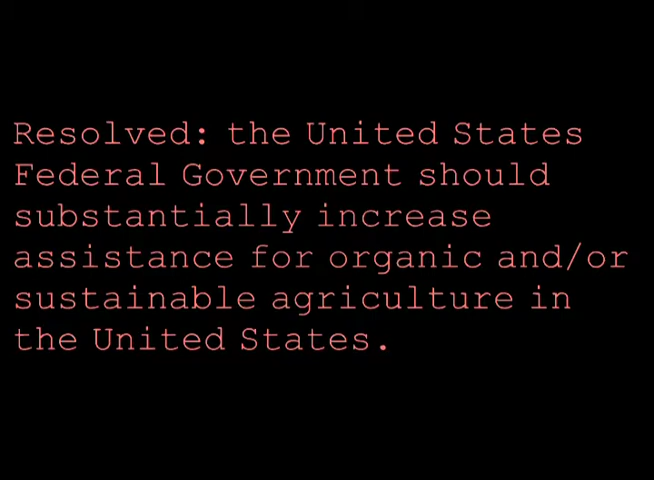 Resolved: the United States
Federal Government should
substantially increase
assistance for organic and/or
sustainable agriculture in
the United States.